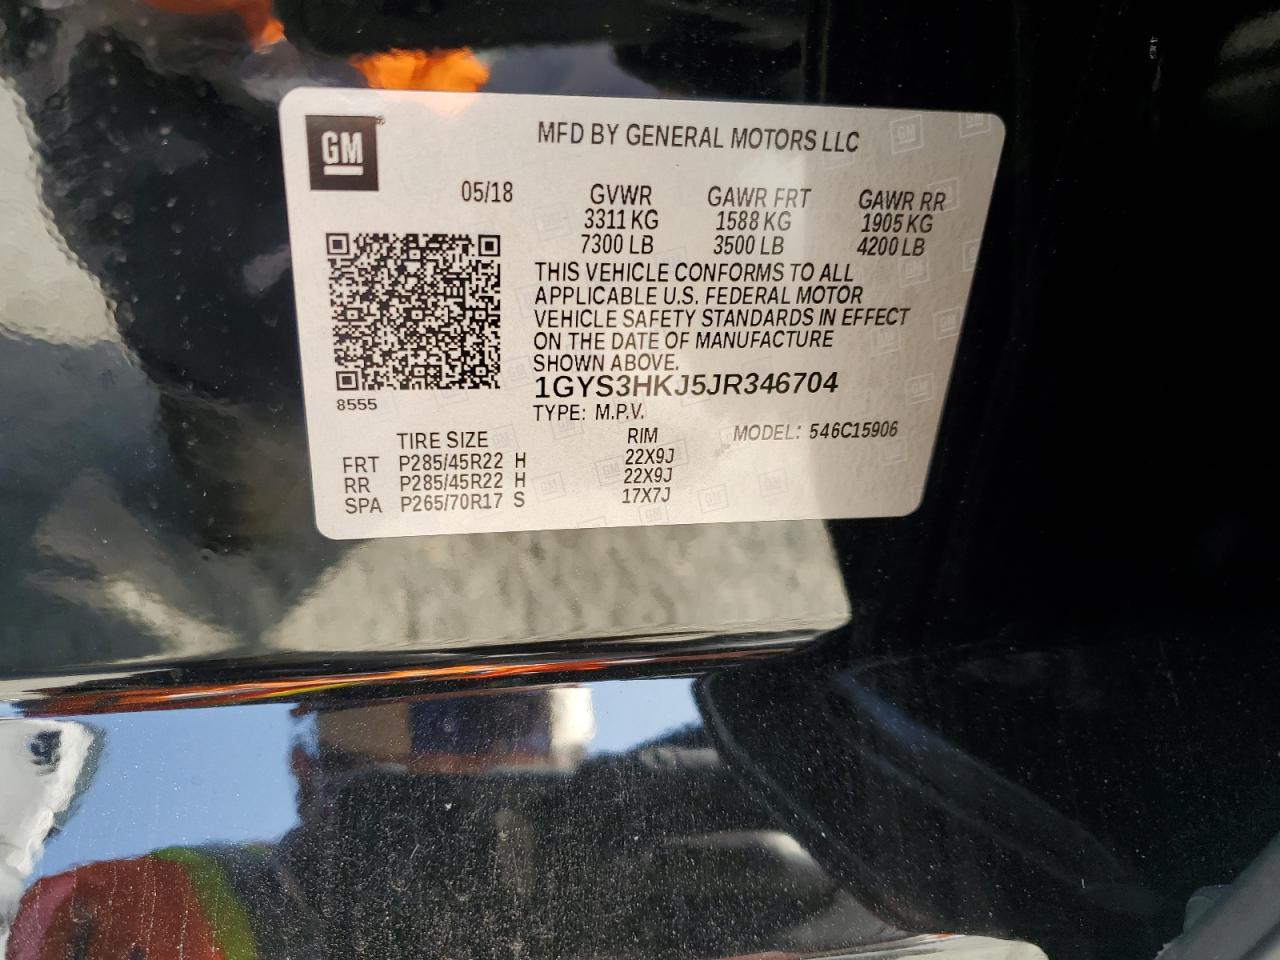 GM
MFD BY GENERAL MOTORS LLC
05/18 GVWR GAWR FRT GAWR RR
3311 KG 1588 KG 1905 KG
7300 LB 3500 LB 4200 LB
THIS VEHICLE CONFORMS TO ALL
APPLICABLE U.S. FEDERAL MOTOR
VEHICLE SAFETY STANDARDS IN EFFECT
ON THE DATE OF MANUFACTURE
SHOWN ABOVE.
1GYS3HKJ5JR346704
8555
TYPE: M.P.V.
MODEL: 546C15906
TIRE SIZE RIM
FRT P285/45R22 H 22X9J
RR P285/45R22 H 22X9J
SPA P265/70R17 S 17X7J